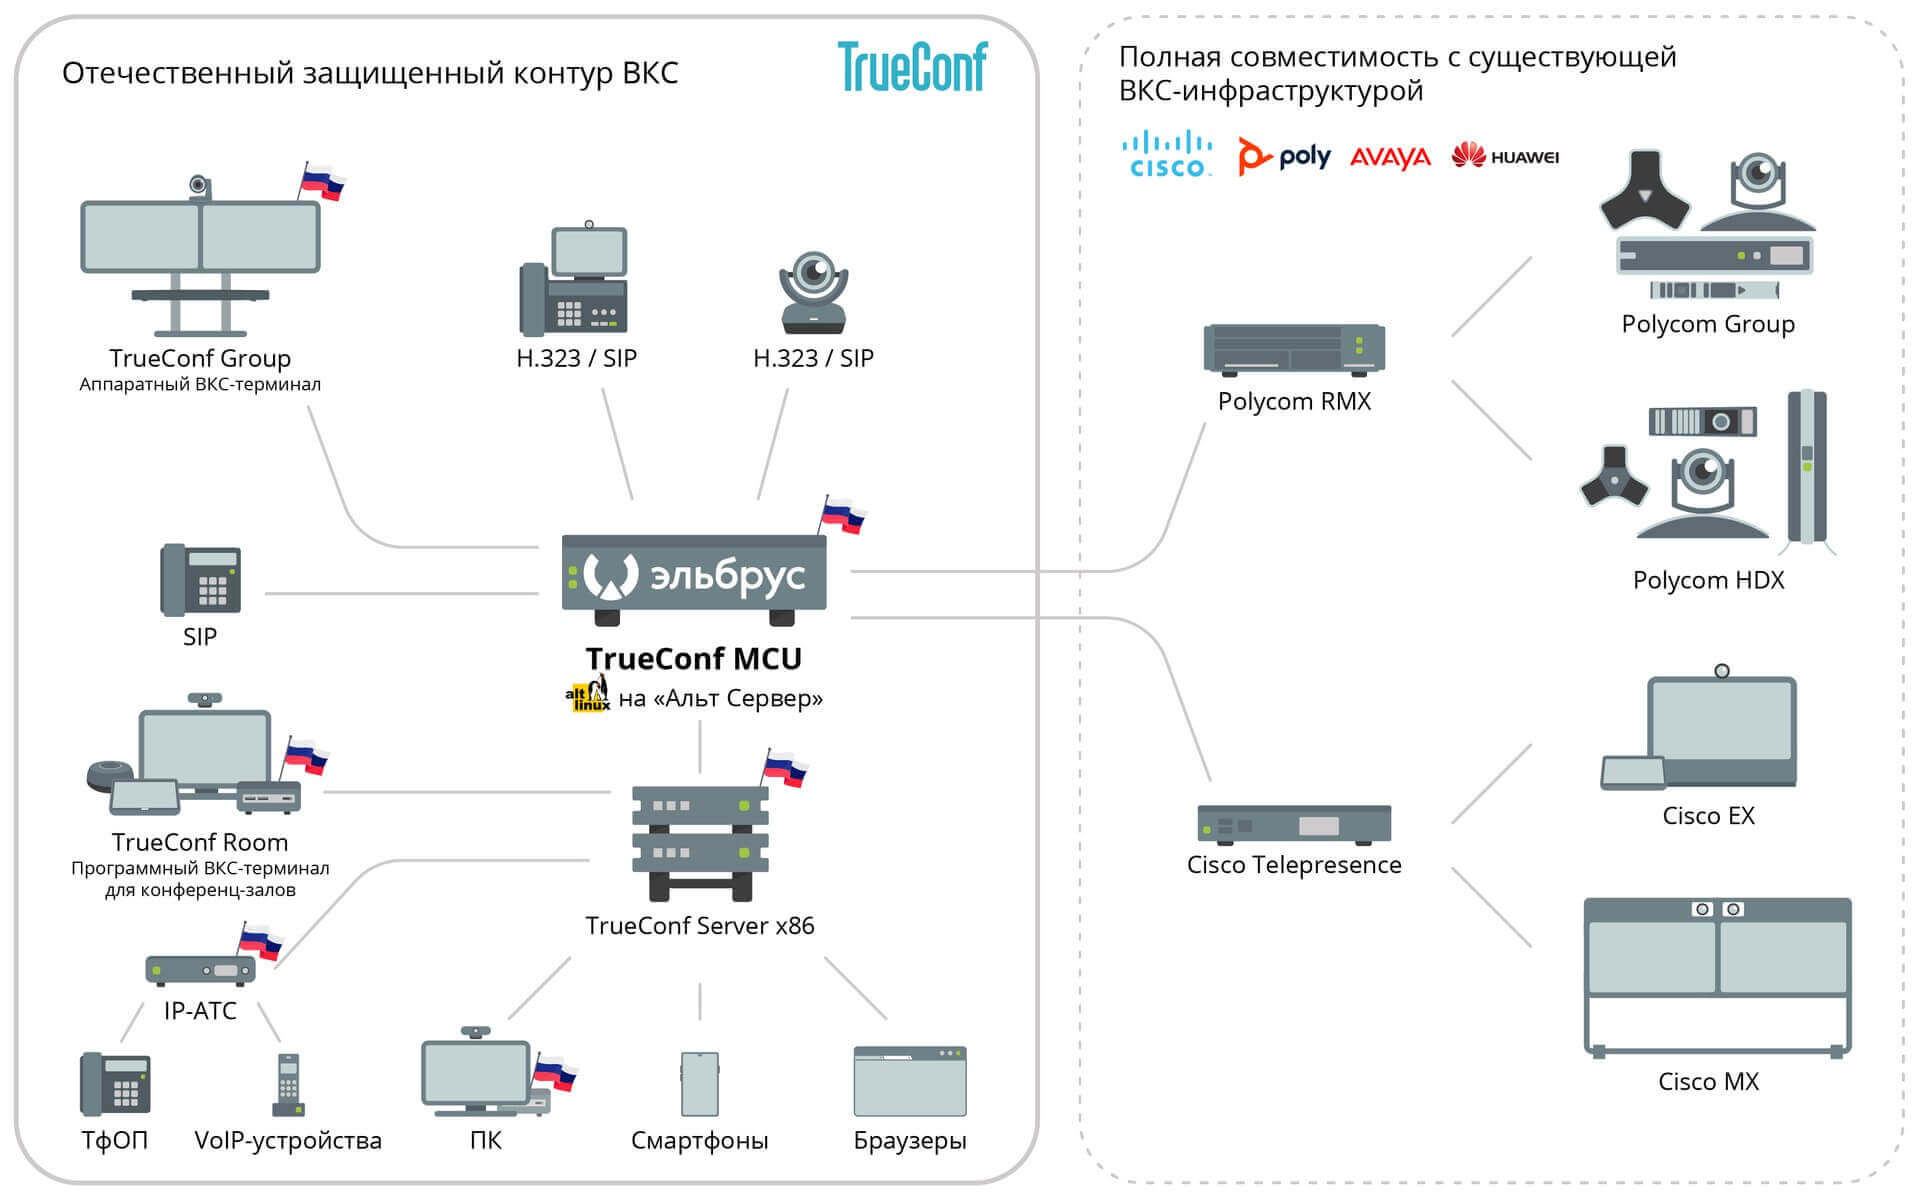 Отечественный защищенный контур ВКС
TrueConf
TrueConf Group
Аппаратный ВКС-терминал
H.323 / SIP
H.323 / SIP
SIP
эльбрус
TrueConf MCU
alt linux
на «Альт Сервер»
TrueConf Room
Программный ВКС-терминал
для конференц-залов
TrueConf Server x86
IP-АТС
ТфОП
VoIP-устройства
ПК
Смартфоны
Браузеры
Полная совместимость с существующей
ВКС-инфраструктурой
CISCO
poly
AVAYA
HUAWEI
Polycom Group
Polycom RMX
Polycom HDX
Cisco EX
Cisco Telepresence
Cisco MX